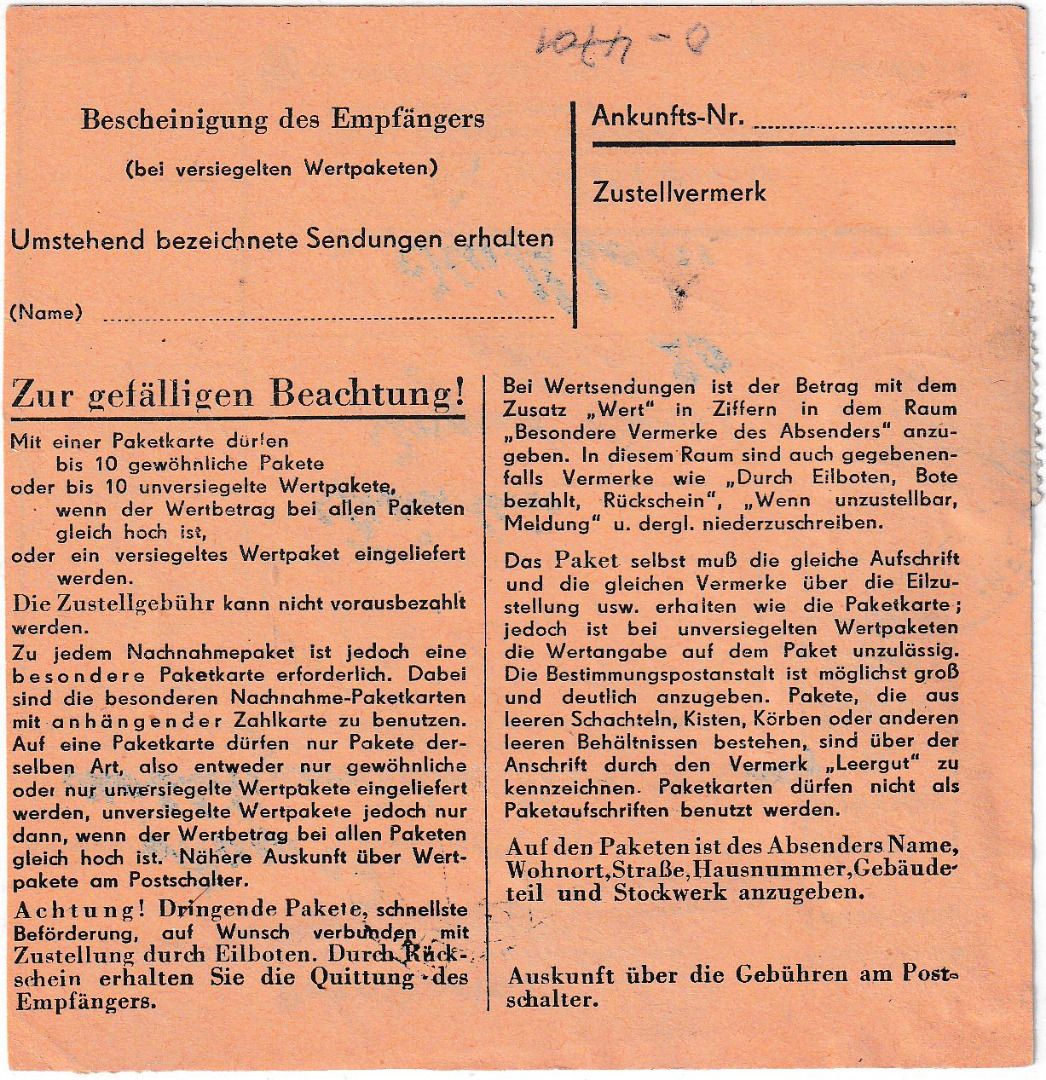 Bescheinigung des Empfängers
(bei versiegelten Wertpaketen)
Umstehend bezeichnete Sendungen erhalten
(Name)
Ankunfts-Nr.
Zustellvermerk
Zur gefälligen Beachtung!
Mit einer Paketkarte dürfen
bis 10 gewöhnliche Pakete
oder bis 10 unversiegelte Wertpakete,
wenn der Wertbetrag bei allen Paketen
gleich hoch ist,
oder ein versiegeltes Wertpaket eingeliefert
werden.
Die Zustellgebühr kann nicht vorausbezahlt
werden.
Zu jedem Nachnahmepaket ist jedoch eine
besondere Paketkarte erforderlich. Dabei
sind die besonderen Nachnahme-Paketkarten
mit anhängender Zahlkarte zu benutzen.
Auf eine Paketkarte dürfen nur Pakete der-
selben Art, also entweder nur gewöhnliche
oder nur unversiegelte Wertpakete eingeliefert
werden, unversiegelte Wertpakete jedoch nur
dann, wenn der Wertbetrag bei allen Paketen
gleich hoch ist. Nähere Auskunft über Wert-
pakete am Postschalter.
Achtung! Dringende Pakete, schnellste
Beförderung, auf Wunsch verbunden mit
Zustellung durch Eilboten. Durch Rück-
schein erhalten Sie die Quittung des
Empfängers.
Bei Wertsendungen ist der Betrag mit dem
Zusatz „Wert" in Ziffern in dem Raum
„Besondere Vermerke des Absenders" anzu-
geben. In diesem Raum sind auch gegebenen-
falls Vermerke wie „Durch Eilboten, Bote
bezahlt, Rückschein", „Wenn unzustellbar,
Meldung" u. dergl. niederzuschreiben.
Das Paket selbst muß die gleiche Aufschrift
und die gleichen Vermerke über die Eilzu-
stellung usw. erhalten wie die Paketkarte;
jedoch ist bei unversiegelten Wertpaketen
die Wertangabe auf dem Paket unzulässig.
Die Bestimmungspostanstalt ist möglichst groß
und deutlich anzugeben. Pakete, die aus
leeren Schachteln, Kisten, Körben oder anderen
leeren Behältnissen bestehen, sind über der
Anschrift durch den Vermerk „Leergut" zu
kennzeichnen. Paketkarten dürfen nicht als
Paketaufschriften benutzt werden.
Auf den Paketen ist des Absenders Name,
Wohnort, Straße, Hausnummer, Gebäude-
teil und Stockwerk anzugeben.
Auskunft über die Gebühren am Post-
schalter.